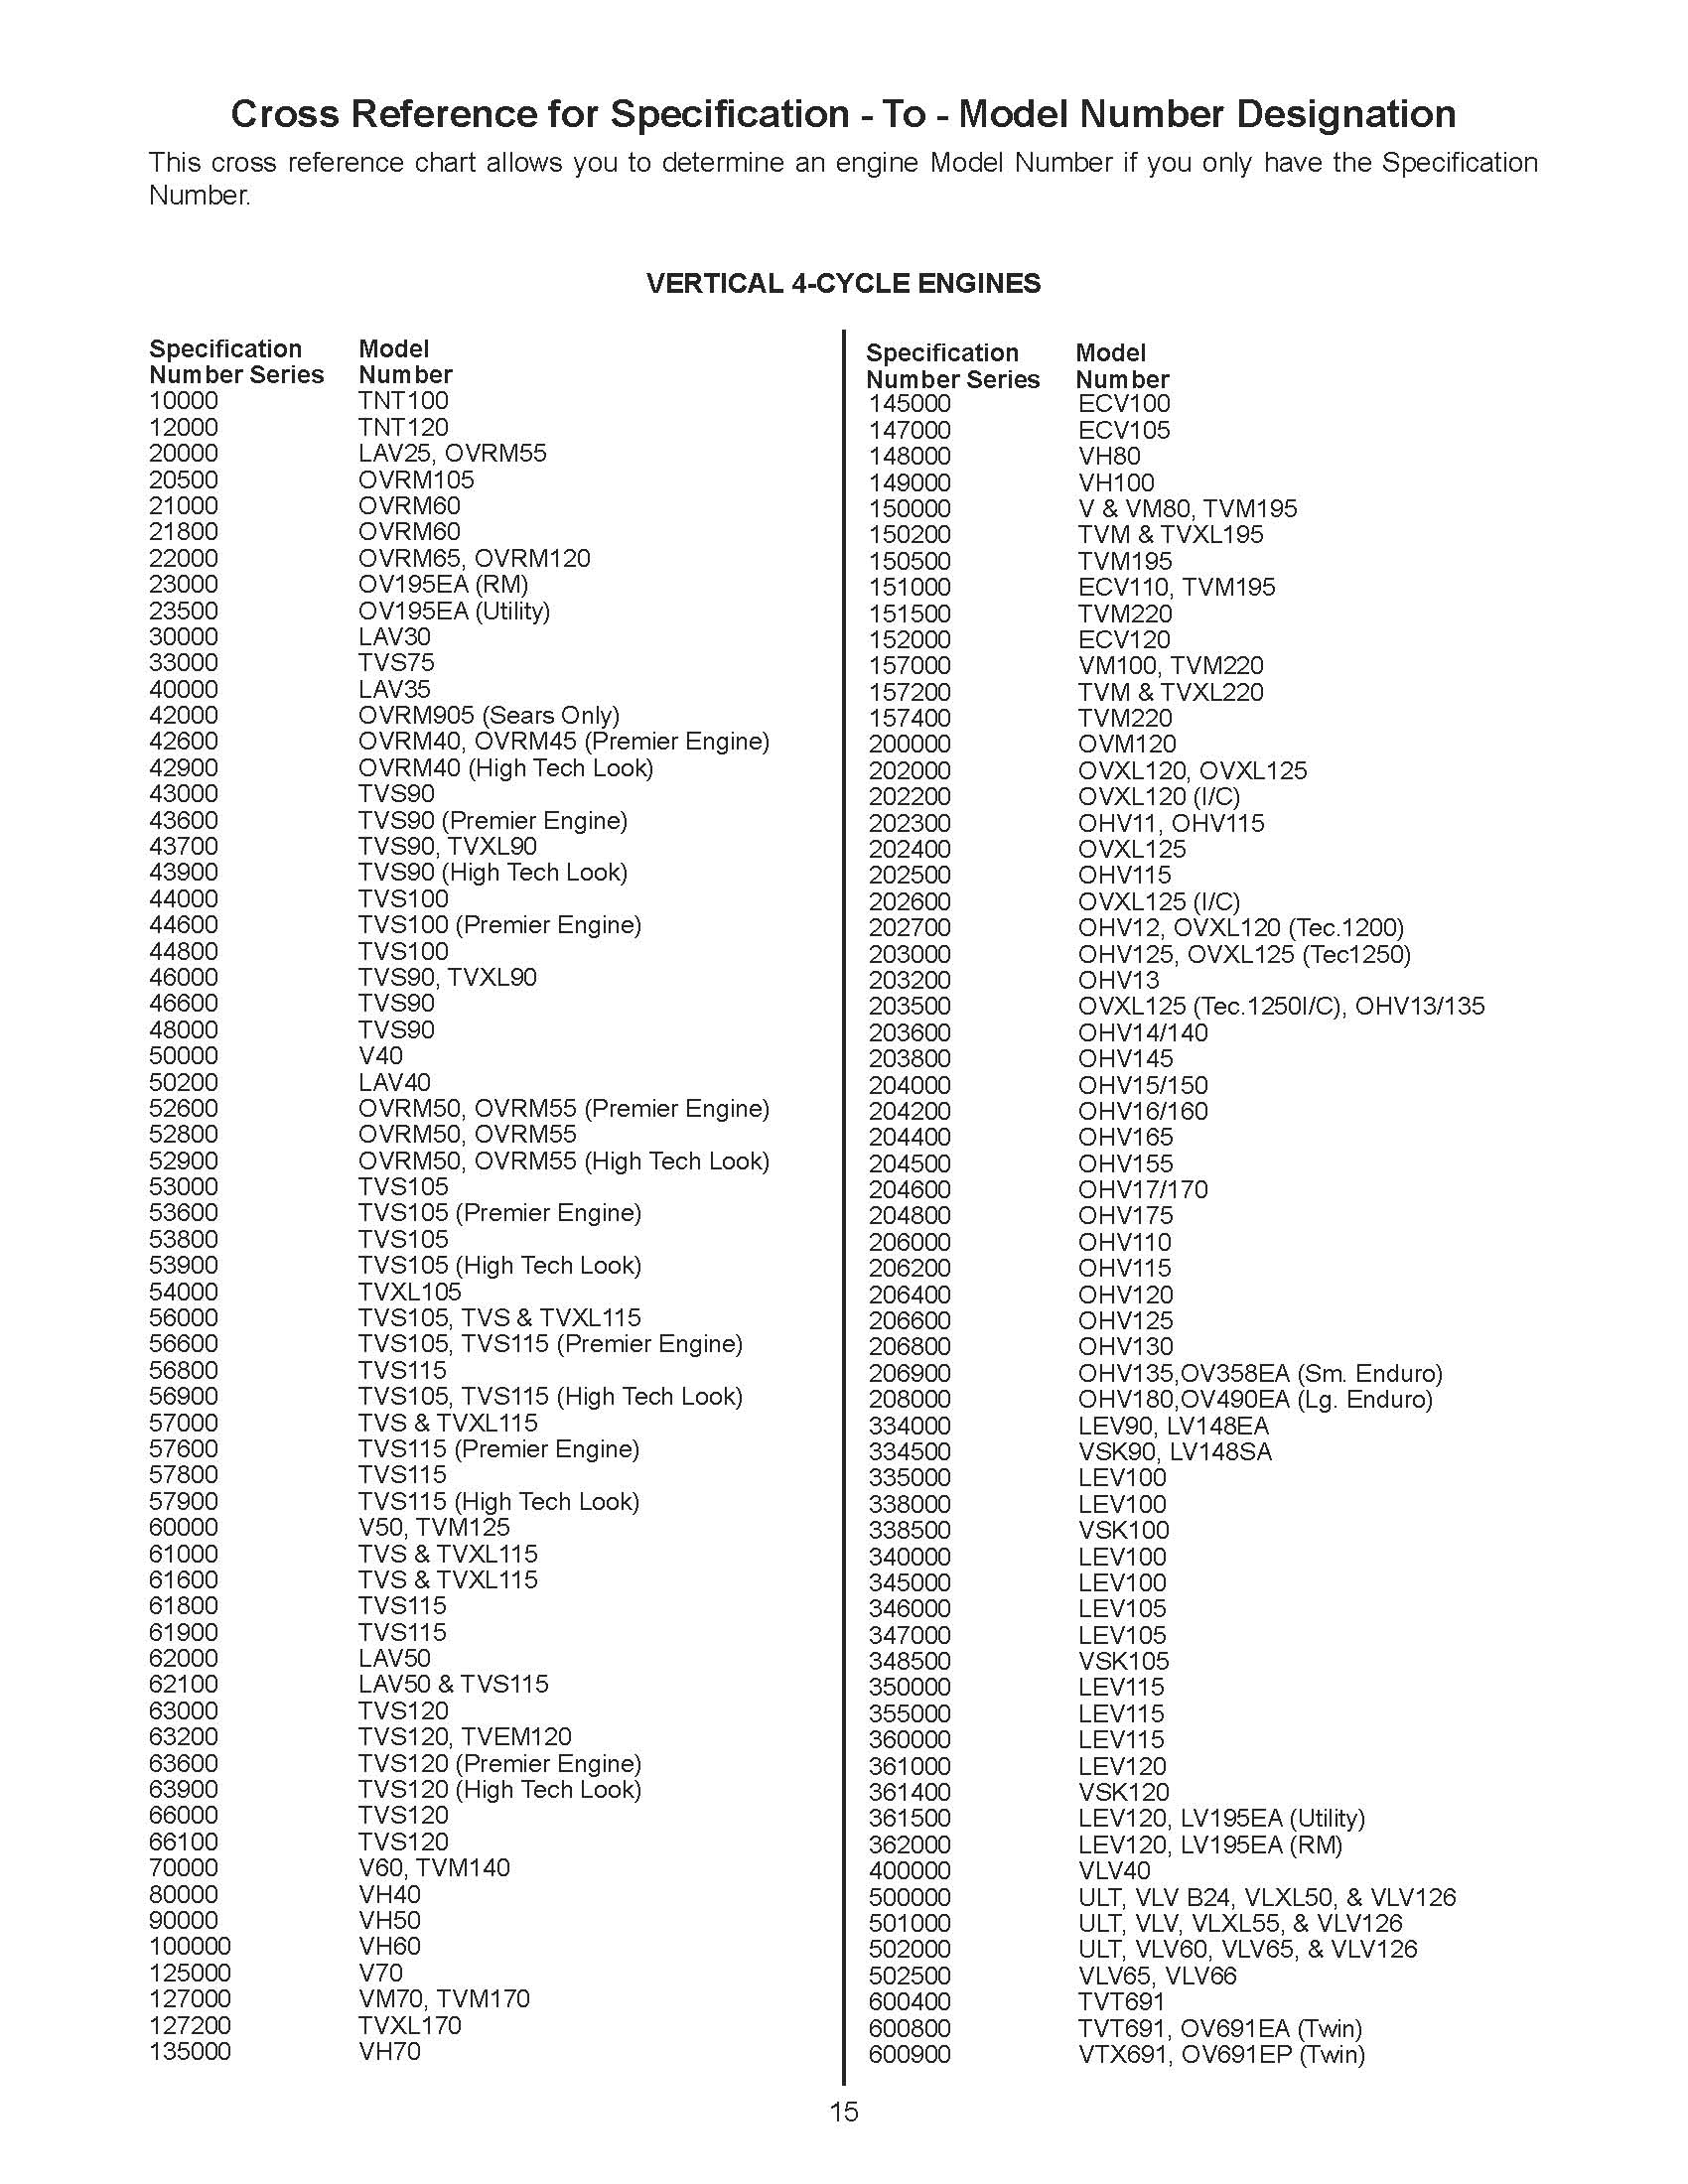 Cross Reference for Specification - To - Model Number Designation
This cross reference chart allows you to determine an engine Model Number if you only have the Specification
Number.
VERTICAL 4-CYCLE ENGINES
Specification Model
Number Series Number
10000 TNT100
12000 TNT120
20000 LAV25, OVRM55
20500 OVRM105
21000 OVRM60
21800 OVRM60
22000 OVRM65, OVRM120
23000 OV195EA (RM)
23500 OV195EA (Utility)
30000 LAV30
33000 TVS75
40000 LAV35
42000 OVRM905 (Sears Only)
42600 OVRM40, OVRM45 (Premier Engine)
42900 OVRM40 (High Tech Look)
43000 TVS90
43600 TVS90 (Premier Engine)
43700 TVS90, TVXL90
43900 TVS90 (High Tech Look)
44000 TVS100
44600 TVS100 (Premier Engine)
44800 TVS100
46000 TVS90, TVXL90
46600 TVS90
48000 TVS90
50000 V40
50200 LAV40
52600 OVRM50, OVRM55 (Premier Engine)
52800 OVRM50, OVRM55
52900 OVRM50, OVRM55 (High Tech Look)
53000 TVS105
53600 TVS105 (Premier Engine)
53800 TVS105
53900 TVS105 (High Tech Look)
54000 TVXL105
56000 TVS105, TVS & TVXL115
56600 TVS105, TVS115 (Premier Engine)
56800 TVS115
56900 TVS105, TVS115 (High Tech Look)
57000 TVS & TVXL115
57600 TVS115 (Premier Engine)
57800 TVS115
57900 TVS115 (High Tech Look)
60000 V50, TVM125
61000 TVS & TVXL115
61600 TVS & TVXL115
61800 TVS115
61900 TVS115
62000 LAV50
62100 LAV50 & TVS115
63000 TVS120
63200 TVS120, TVEM120
63600 TVS120 (Premier Engine)
63900 TVS120 (High Tech Look)
66000 TVS120
66100 TVS120
70000 V60, TVM140
80000 VH40
90000 VH50
100000 VH60
125000 V70
127000 VM70, TVM170
127200 TVXL170
135000 VH70
Specification Model
Number Series Number
145000 ECV100
147000 ECV105
148000 VH80
149000 VH100
150000 V & VM80, TVM195
150200 TVM & TVXL195
150500 TVM195
151000 ECV110, TVM195
151500 TVM220
152000 ECV120
157000 VM100, TVM220
157200 TVM & TVXL220
157400 TVM220
200000 OVM120
202000 OVXL120, OVXL125
202200 OVXL120 (I/C)
202300 OHV11, OHV115
202400 OVXL125
202500 OHV115
202600 OVXL125 (I/C)
202700 OHV12, OVXL120 (Tec.1200)
203000 OHV125, OVXL125 (Tec1250)
203200 OHV13
203500 OVXL125 (Tec.1250I/C), OHV13/135
203600 OHV14/140
203800 OHV145
204000 OHV15/150
204200 OHV16/160
204400 OHV165
204500 OHV155
204600 OHV17/170
204800 OHV175
206000 OHV110
206200 OHV115
206400 OHV120
206600 OHV125
206800 OHV130
206900 OHV135,OV358EA (Sm. Enduro)
208000 OHV180,OV490EA (Lg. Enduro)
334000 LEV90, LV148EA
334500 VSK90, LV148SA
335000 LEV100
338000 LEV100
338500 VSK100
340000 LEV100
345000 LEV100
346000 LEV105
347000 LEV105
348500 VSK105
350000 LEV115
355000 LEV115
360000 LEV115
361000 LEV120
361400 VSK120
361500 LEV120, LV195EA (Utility)
362000 LEV120, LV195EA (RM)
400000 VLV40
500000 ULT, VLV B24, VLXL50, & VLV126
501000 ULT, VLV, VLXL55, & VLV126
502000 ULT, VLV60, VLV65, & VLV126
502500 VLV65, VLV66
600400 TVT691
600800 TVT691, OV691EA (Twin)
600900 VTX691, OV691EP (Twin)
15